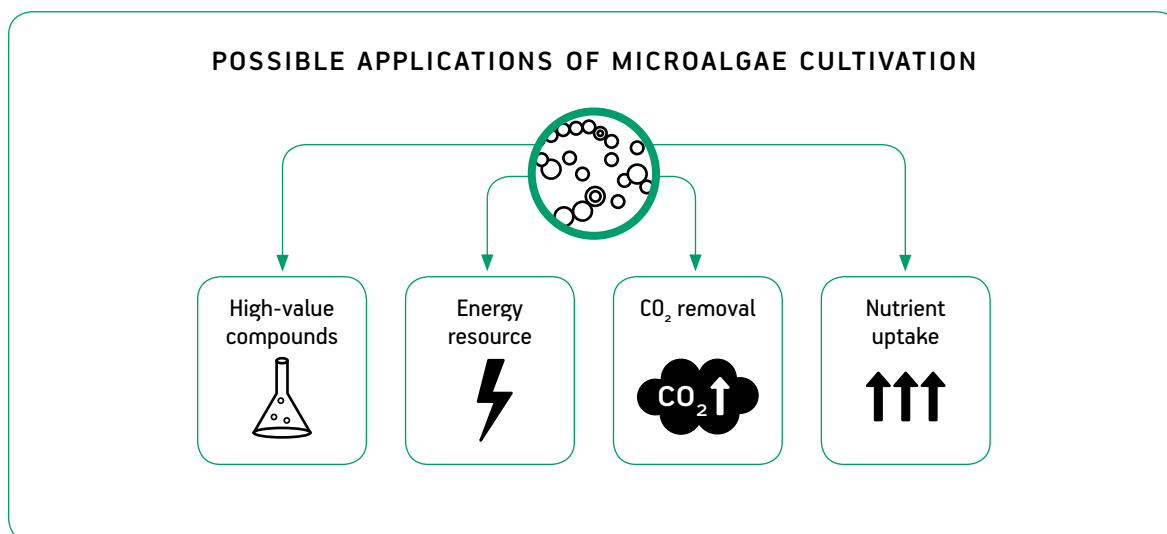 POSSIBLE APPLICATIONS OF MICROALGAE CULTIVATION
High-value
compounds
Energy
resource
CO₂ removal
CO₂
Nutrient
uptake